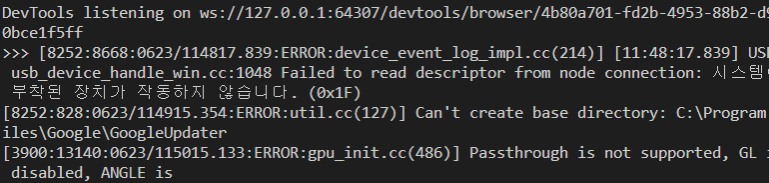 DevTools listening on ws://127.0.0.1:64307/devtools/browser/4b80a701-fd2b-4953-88b2-d
0bce1f5ff
>>> [8252:8668:0623/114817.839:ERROR:device_event_log_impl.cc(214)] [11:48:17.839] US
usb_device_handle_win.cc:1048 Failed to read descriptor from node connection: 시스템
부착된 장치가 작동하지 않습니다. (0x1F)
[8252:828:0623/114915.354:ERROR:util.cc(127)] Can't create base directory: C:\Program
iles\Google\GoogleUpdater
[3900:13140:0623/115015.133:ERROR:gpu_init.cc(486)] Passthrough is not supported, GL
disabled, ANGLE is